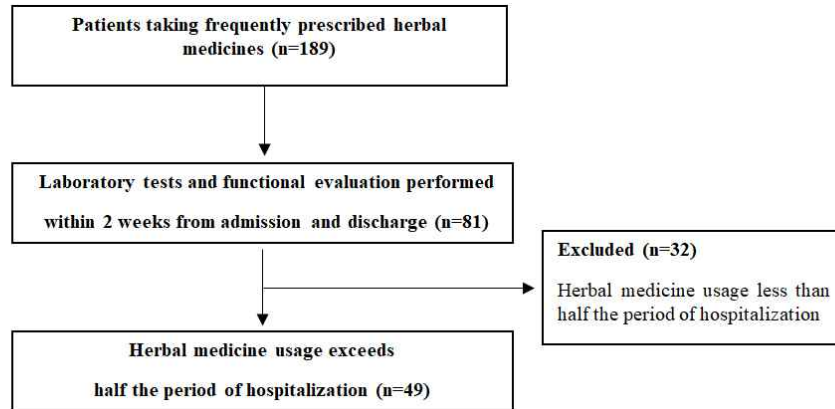 Patients taking frequently prescribed herbal
medicines (n=189)
Laboratory tests and functional evaluation performed
within 2 weeks from admission and discharge (n=81)
Excluded (n=32)
Herbal medicine usage less than
half the period of hospitalization
Herbal medicine usage exceeds
half the period of hospitalization (n=49)